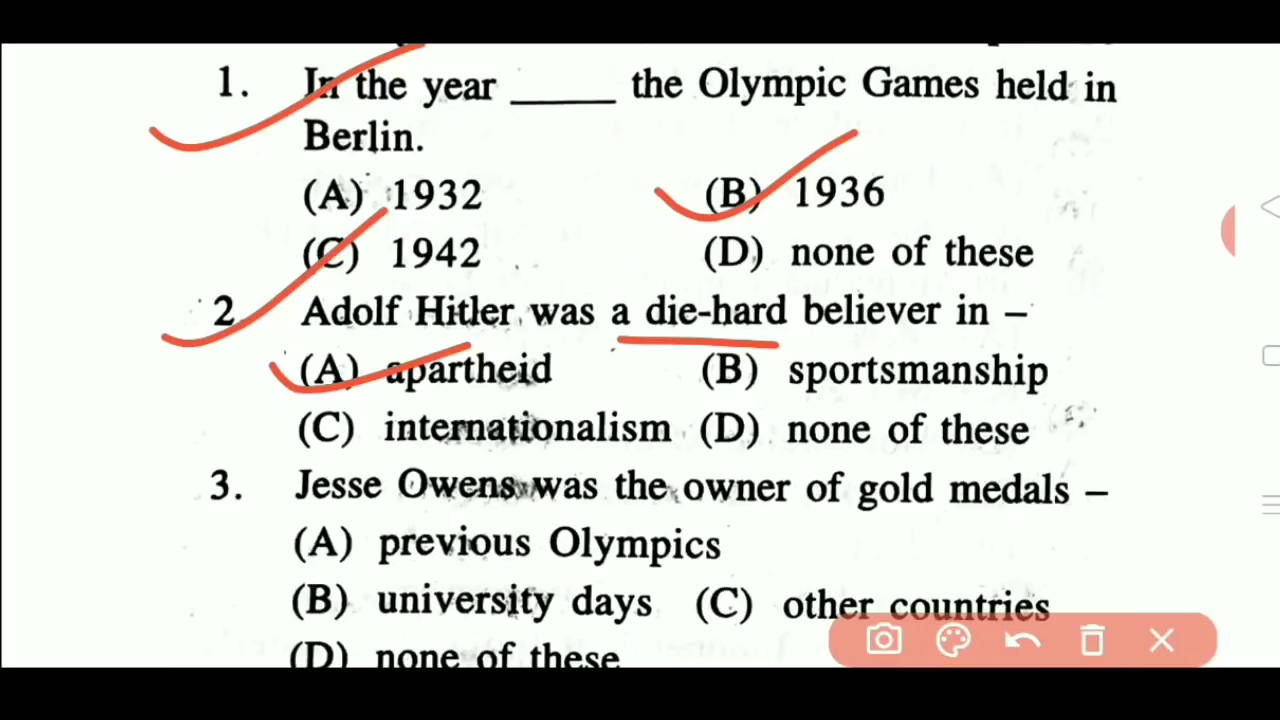 1. In the year _____ the Olympic Games held in
Berlin.
(A) 1932 (B) 1936
(C) 1942 (D) none of these
2 Adolf Hitler was a die-hard believer in –
(A) apartheid (B) sportsmanship
(C) internationalism (D) none of these
3. Jesse Owens was the owner of gold medals –
(A) previous Olympics
(B) university days (C) other countries
(D) none of these